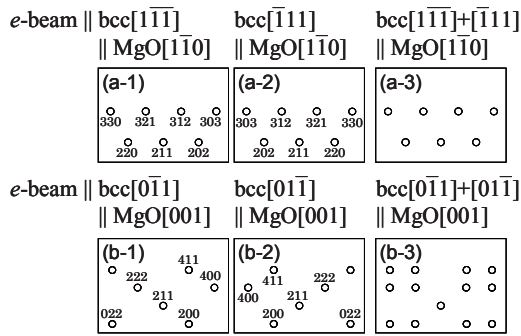 e-beam || bcc[11̅1̅] bcc[1̅11] bcc[11̅1̅]+[1̅11]
|| MgO[11̅0] || MgO[11̅0] || MgO[11̅0]
(a-1) (a-2) (a-3)
330 321 312 303 303 312 321 330
220 211 202 202 211 220
e-beam || bcc[01̅1] bcc[011̅] bcc[01̅1]+[011̅]
|| MgO[001] || MgO[001] || MgO[001]
(b-1) (b-2) (b-3)
411 411
222 400 400 222
211 211
022 200 200 022